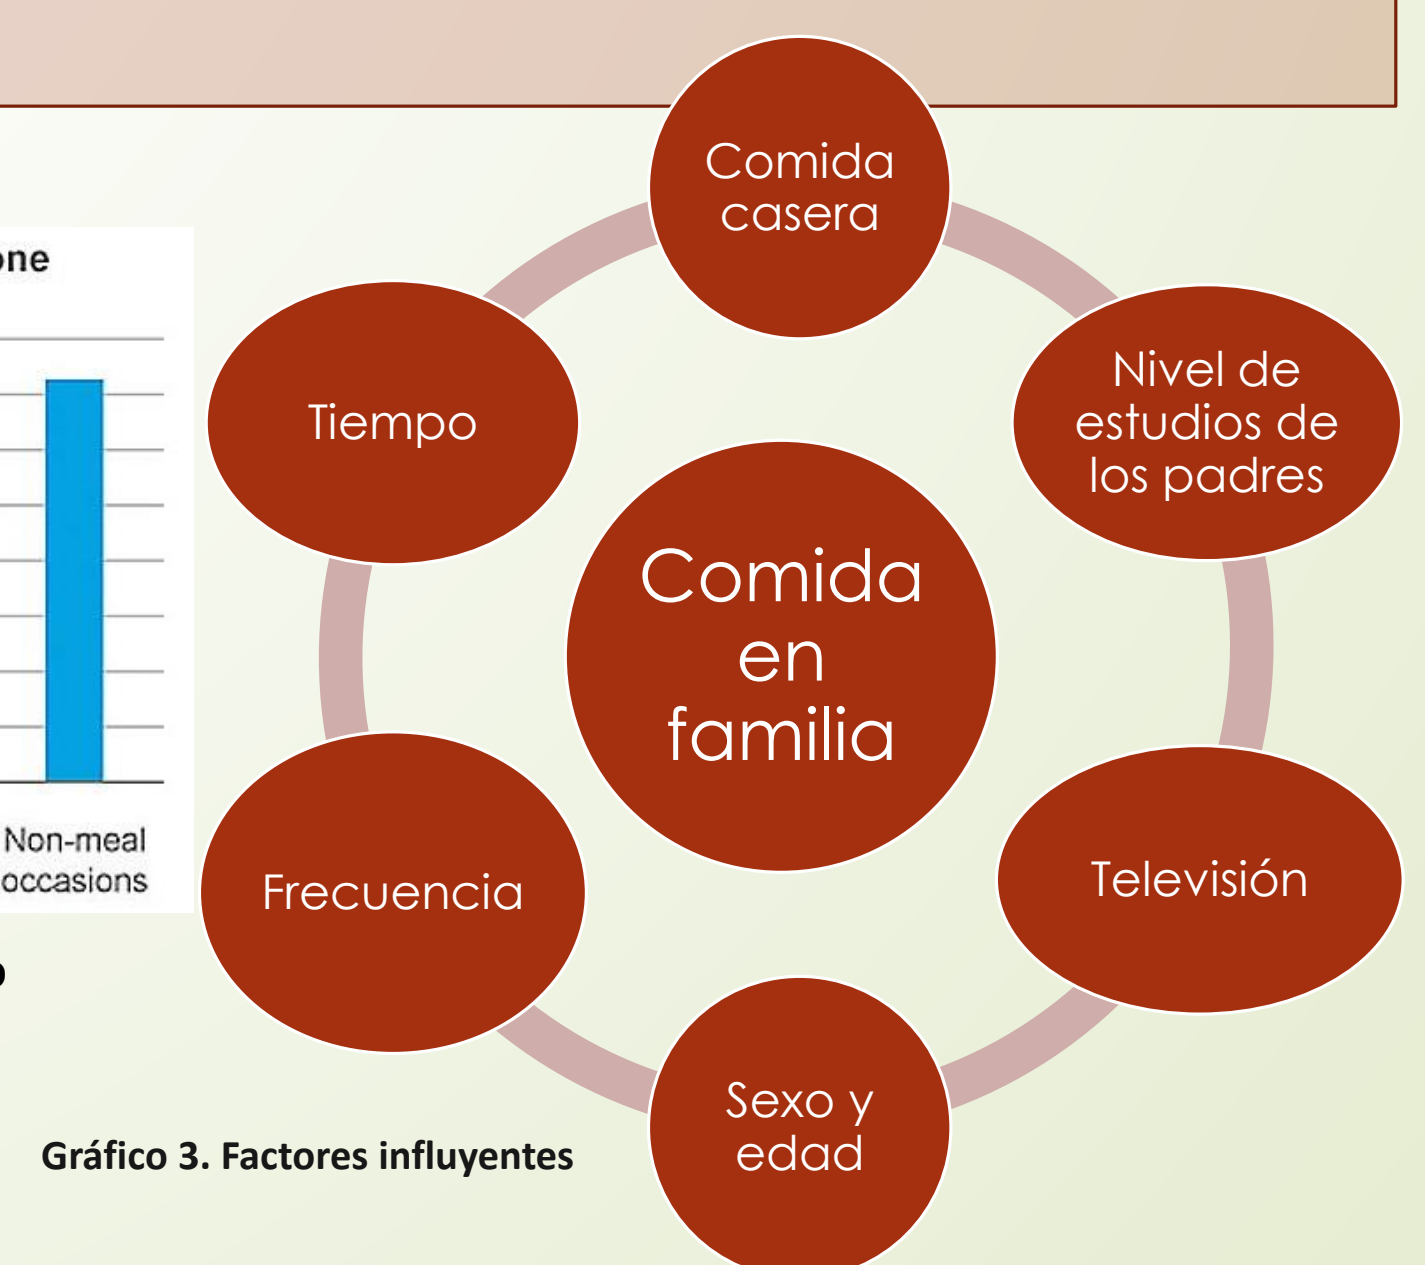 Comida
casera
Nivel de
estudios de
los padres
Tiempo
Comida
en
familia
Televisión
Frecuencia
Sexo y
edad
Non-meal
occasions
Gráfico 3. Factores influyentes